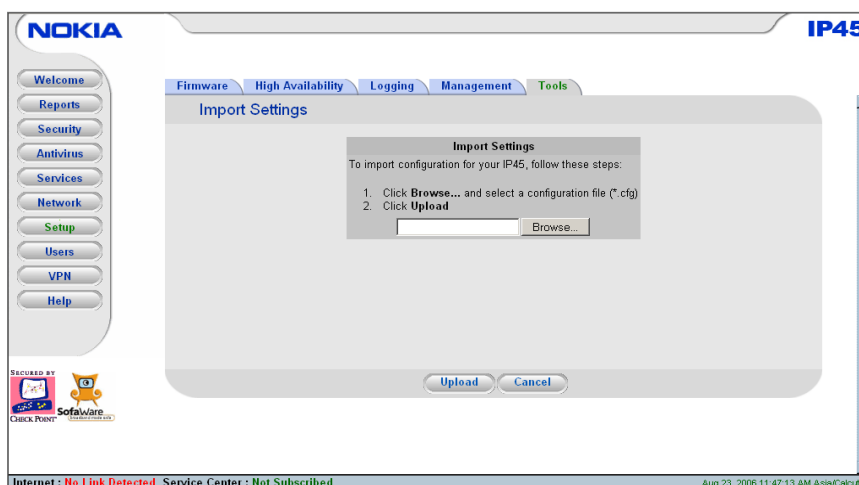 NOKIA
IP45
Welcome
Reports
Security
Antivirus
Services
Network
Setup
Users
VPN
Help
Firmware High Availability Logging Management Tools
Import Settings
Import Settings
To import configuration for your IP45, follow these steps:
1. Click Browse... and select a configuration file (*.cfg)
2. Click Upload
Browse...
Upload Cancel
SECURED BY
CHECK POINT
SofaWare
Internet : No Link Detected Service Center : Not Subscribed
Aug 23, 2006 11:47:13 AM Asia/Calcu